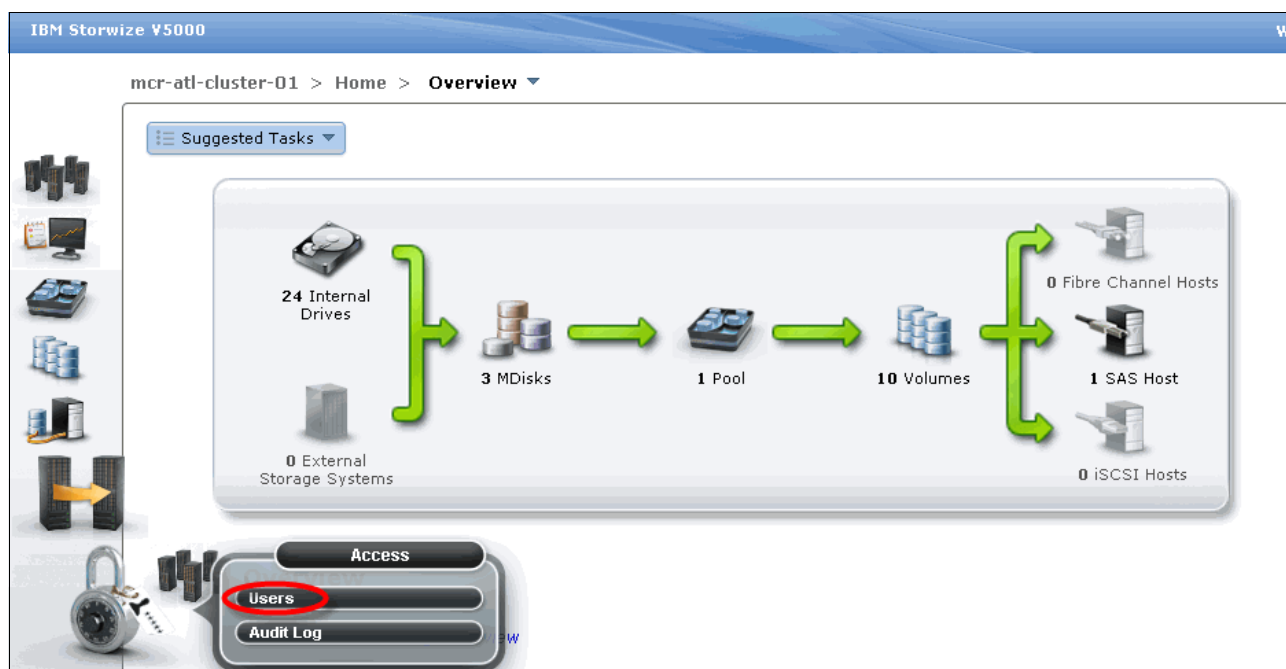 IBM Storwize V5000
mcr-atl-cluster-01 > Home > Overview
Suggested Tasks
24 Internal
Drives
0 External
Storage Systems
3 MDisks
1 Pool
10 Volumes
0 Fibre Channel Hosts
1 SAS Host
0 iSCSI Hosts
Access
Overview
Users
Audit Log